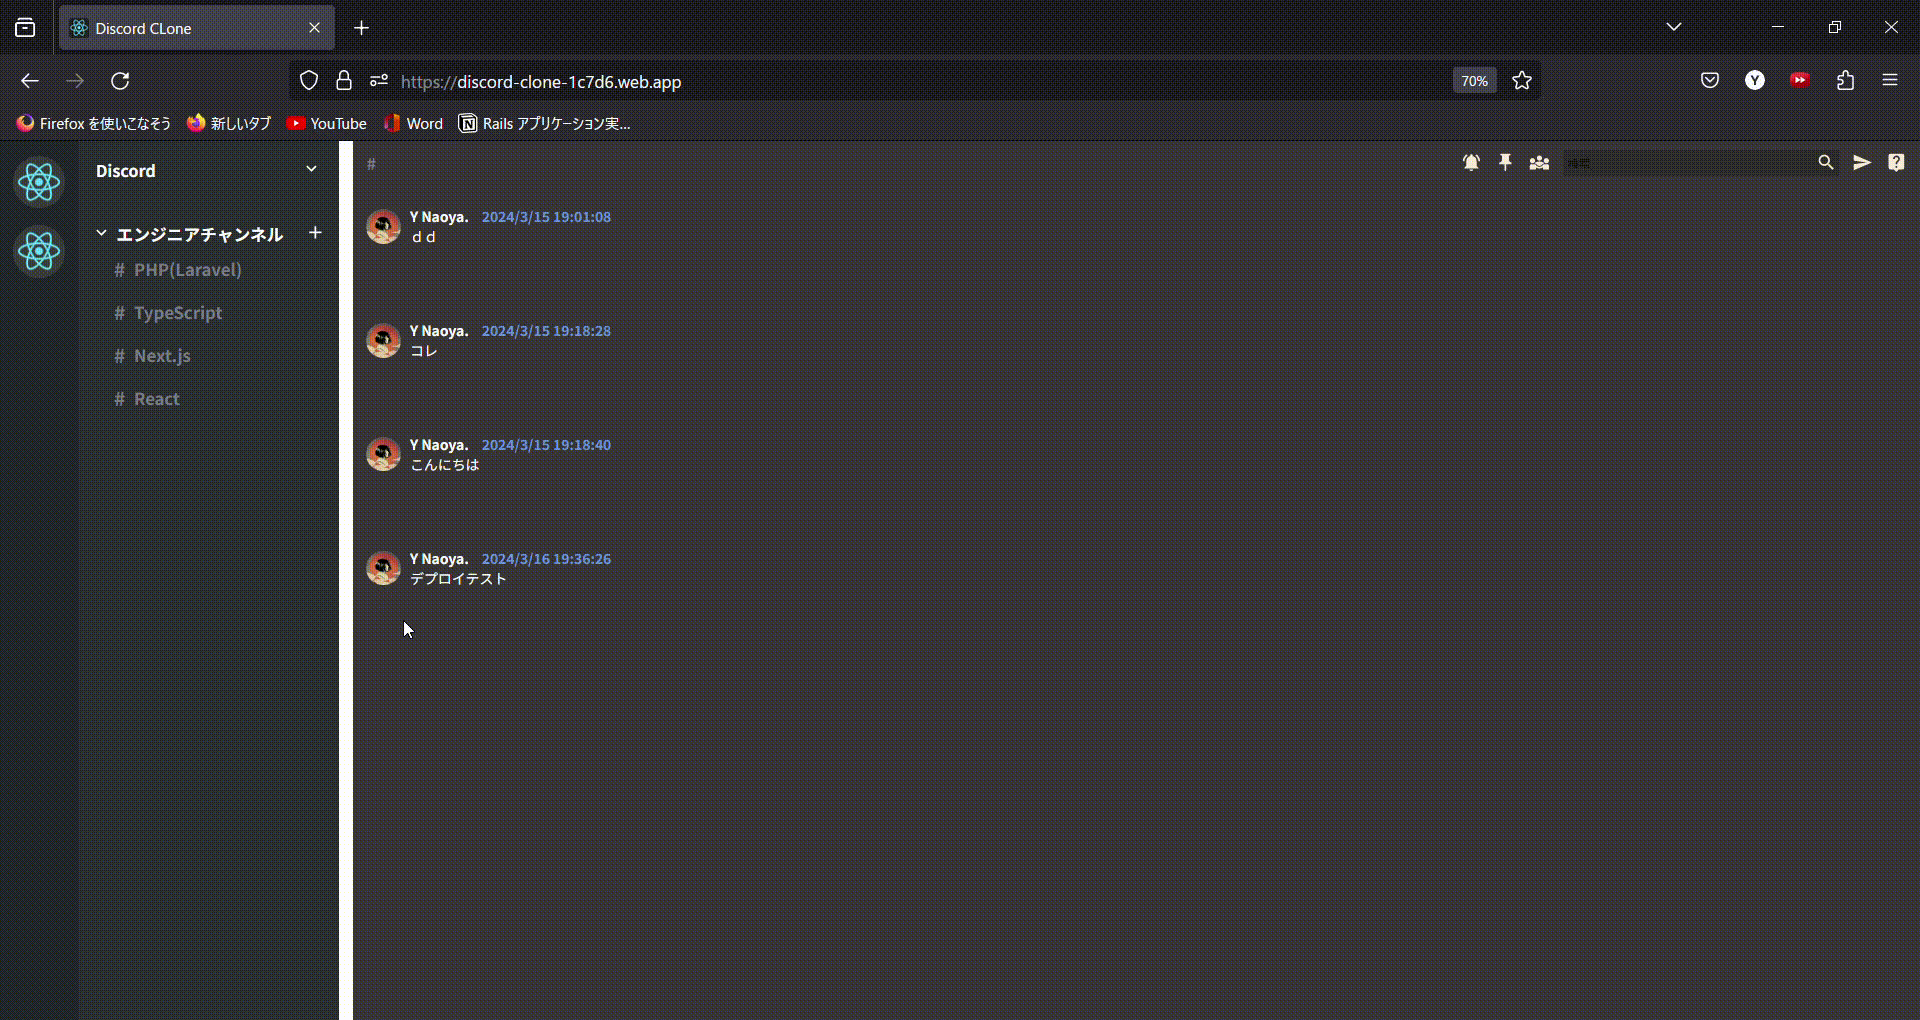 Discord CLone
https://discord-clone-1c7d6.web.app
70%
Y
Firefox を使いこなそう 新しいタブ YouTube Word Rails アプリケーション実...
Discord
エンジニアチャンネル
# PHP(Laravel)
# TypeScript
# Next.js
# React
#
Y Naoya. 2024/3/15 19:01:08
ｄｄ
Y Naoya. 2024/3/15 19:18:28
コレ
Y Naoya. 2024/3/15 19:18:40
こんにちは
Y Naoya. 2024/3/16 19:36:26
デプロイテスト